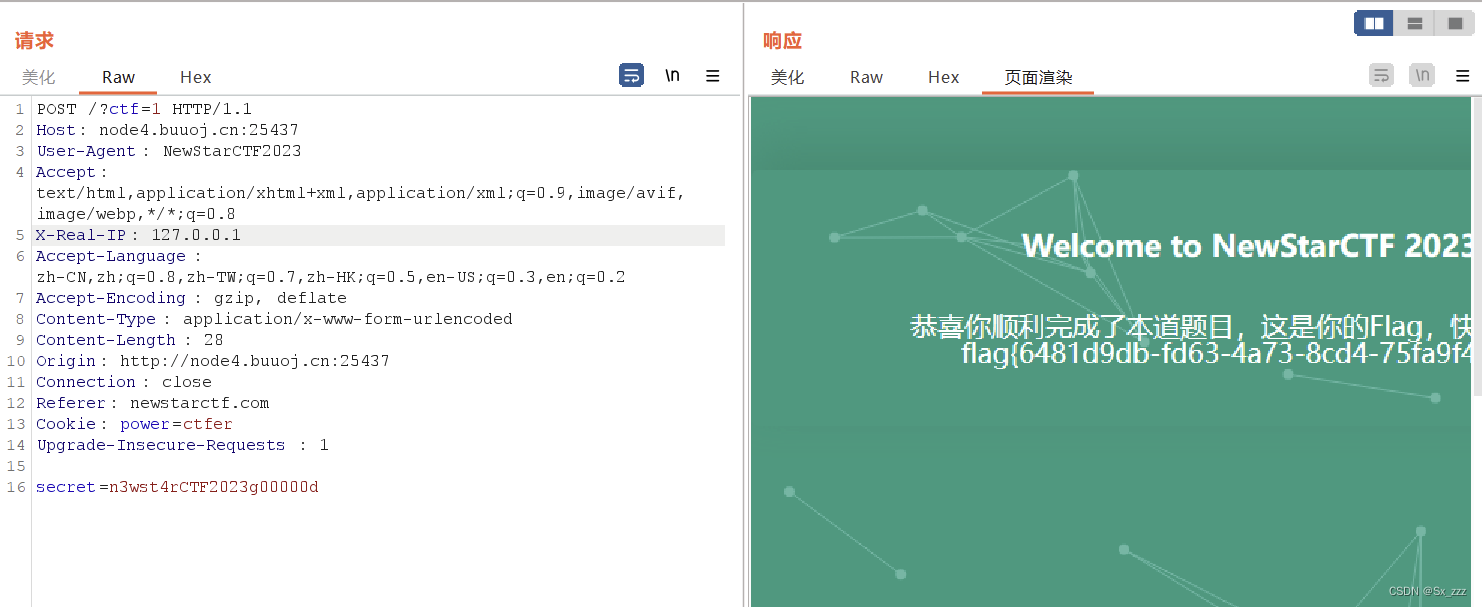 请求
美化 Raw Hex
\n
1 POST /?ctf=1 HTTP/1.1
2 Host: node4.buuoj.cn:25437
3 User-Agent: NewStarCTF2023
4 Accept:
text/html,application/xhtml+xml,application/xml;q=0.9,image/avif,
image/webp,*/*;q=0.8
5 X-Real-IP: 127.0.0.1
6 Accept-Language:
zh-CN,zh;q=0.8,zh-TW;q=0.7,zh-HK;q=0.5,en-US;q=0.3,en;q=0.2
7 Accept-Encoding: gzip, deflate
8 Content-Type: application/x-www-form-urlencoded
9 Content-Length: 28
10 Origin: http://node4.buuoj.cn:25437
11 Connection: close
12 Referer: newstarctf.com
13 Cookie: power=ctfer
14 Upgrade-Insecure-Requests: 1
15
16 secret=n3wst4rCTF2023g00000d
响应
美化 Raw Hex 页面渲染
\n
Welcome to NewStarCTF 2023
恭喜你顺利完成了本道题目，这是你的Flag，快
flag{6481d9db-fd63-4a73-8cd4-75fa9f4
CSDN @Sx_zzz